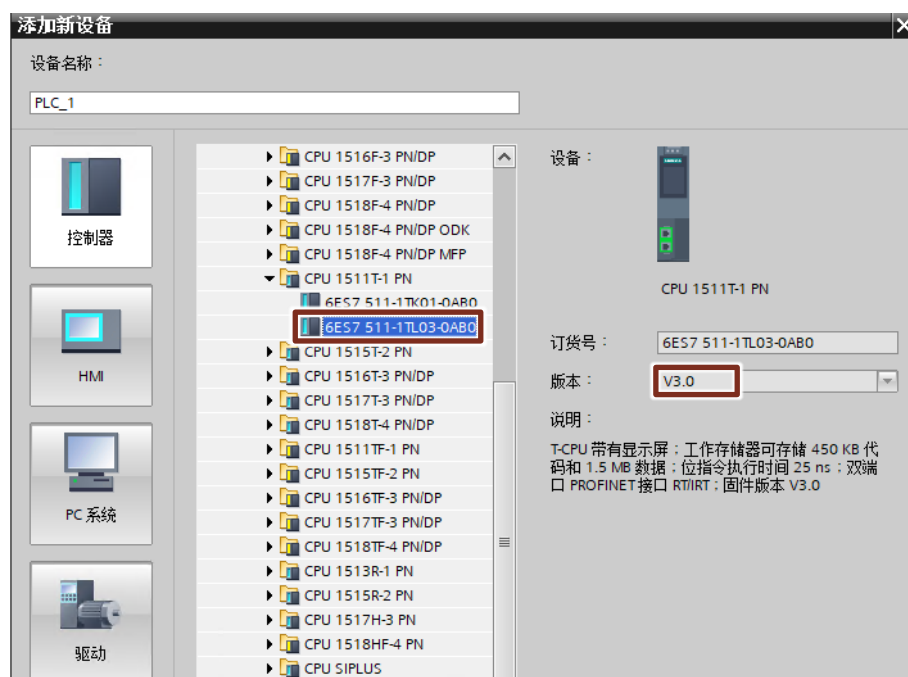 添加新设备
设备名称：
PLC_1
控制器
HMI
PC 系统
驱动
CPU 1516F-3 PN/DP
CPU 1517F-3 PN/DP
CPU 1518F-4 PN/DP
CPU 1518F-4 PN/DP ODK
CPU 1518F-4 PN/DP MFP
CPU 1511T-1 PN
6ES7 511-1TK01-0AB0
6ES7 511-1TL03-0AB0
CPU 1515T-2 PN
CPU 1516T-3 PN/DP
CPU 1517T-3 PN/DP
CPU 1518T-4 PN/DP
CPU 1511TF-1 PN
CPU 1515TF-2 PN
CPU 1516TF-3 PN/DP
CPU 1517TF-3 PN/DP
CPU 1518TF-4 PN/DP
CPU 1513R-1 PN
CPU 1515R-2 PN
CPU 1517H-3 PN
CPU 1518HF-4 PN
CPU SIPLUS
设备：
CPU 1511T-1 PN
订货号：
6ES7 511-1TL03-0AB0
版本：
V3.0
说明：
T-CPU 带有显示屏；工作存储器可存储 450 KB 代
码和 1.5 MB 数据；位指令执行时间 25 ns；双端
口 PROFINET 接口 RT/IRT；固件版本 V3.0